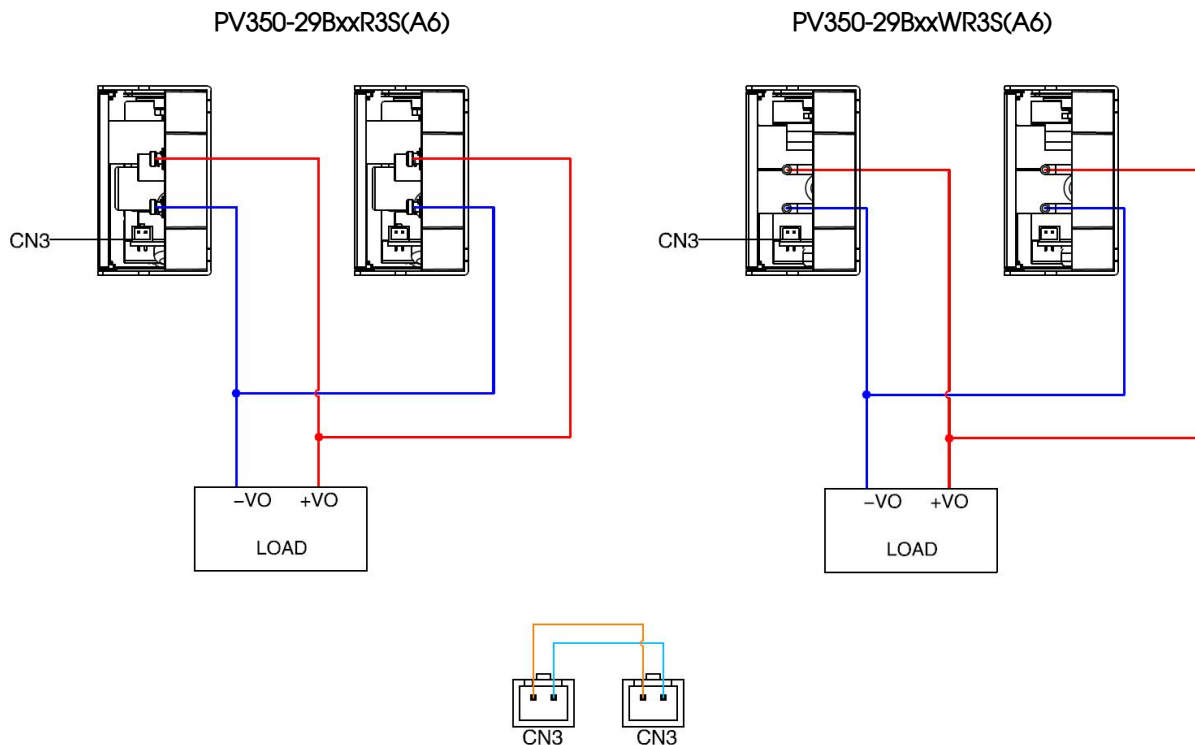 PV350-29BxxR3S(A6)
PV350-29BxxWR3S(A6)
CN3
CN3
–VO +VO
LOAD
–VO +VO
LOAD
CN3
CN3